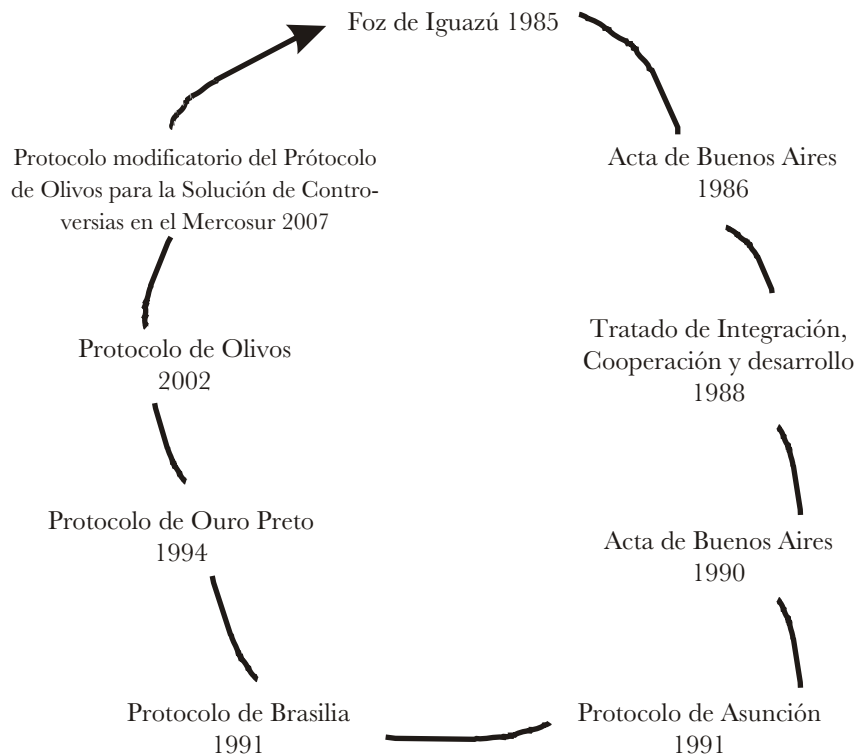 Foz de Iguazú 1985
Acta de Buenos Aires
1986
Tratado de Integración,
Cooperación y desarrollo
1988
Acta de Buenos Aires
1990
Protocolo de Asunción
1991
Protocolo de Brasilia
1991
Protocolo de Ouro Preto
1994
Protocolo de Olivos
2002
Protocolo modificatorio del Prótocolo
de Olivos para la Solución de Contro-
versias en el Mercosur 2007